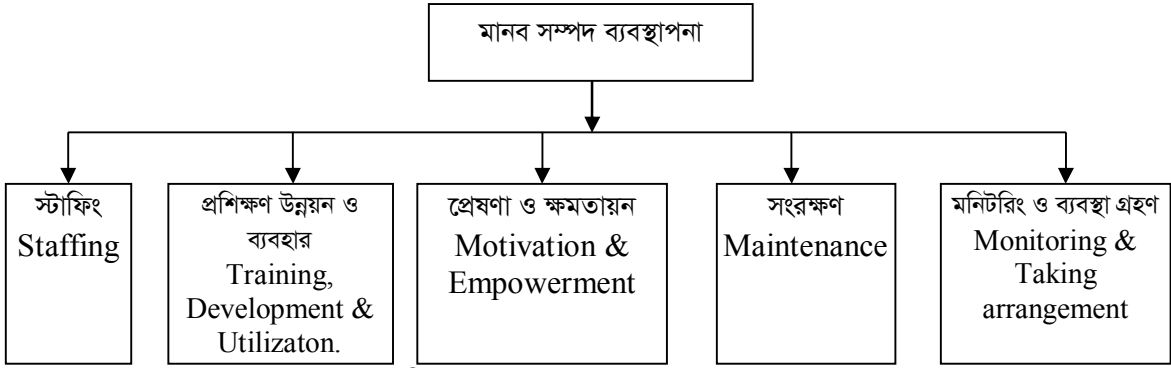 মানব সম্পদ ব্যবস্থাপনা
স্টাফিং
Staffing
প্রশিক্ষণ উন্নয়ন ও
ব্যবহার
Training,
Development &
Utilizaton.
প্রেষণা ও ক্ষমতায়ন
Motivation &
Empowerment
সংরক্ষণ
Maintenance
মনিটরিং ও ব্যবস্থা গ্রহণ
Monitoring &
Taking
arrangement